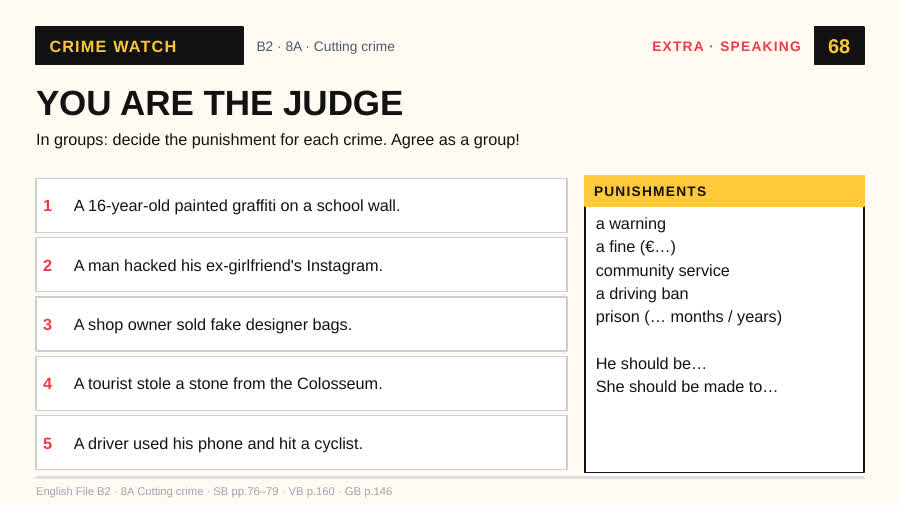 CRIME WATCH
B2 · 8A · Cutting crime
EXTRA · SPEAKING
68
YOU ARE THE JUDGE
In groups: decide the punishment for each crime. Agree as a group!
1 A 16-year-old painted graffiti on a school wall.
2 A man hacked his ex-girlfriend's Instagram.
3 A shop owner sold fake designer bags.
4 A tourist stole a stone from the Colosseum.
5 A driver used his phone and hit a cyclist.
PUNISHMENTS
a warning
a fine (€…)
community service
a driving ban
prison (… months / years)
He should be…
She should be made to…
English File B2 · 8A Cutting crime · SB pp.76–79 · VB p.160 · GB p.146